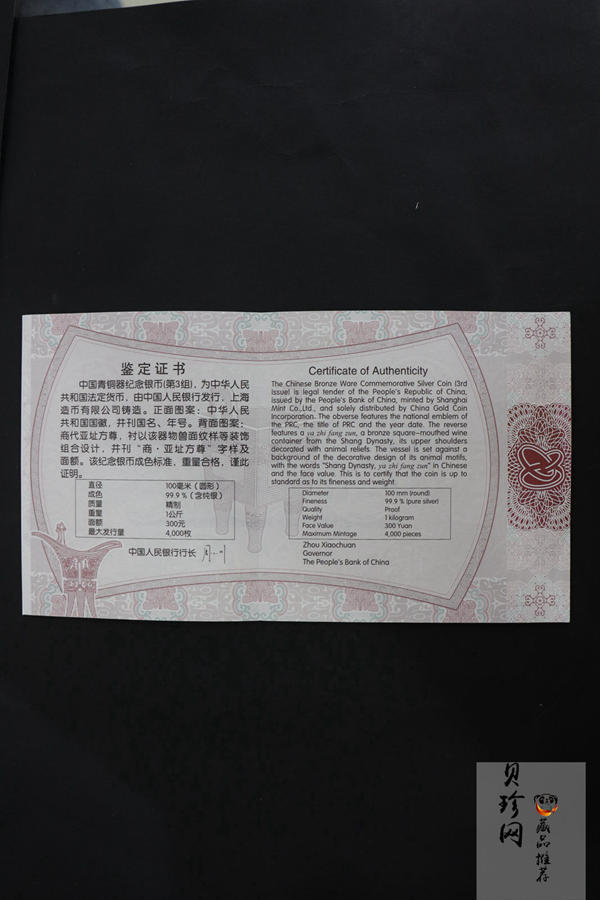 鉴定证书
中国青铜器纪念银币(第3组)，为中华人民
共和国法定货币，由中国人民银行发行，上海
造币有限公司铸造。正面图案：中华人民
共和国国徽，并刊国名、年号。背面图案：
商代亚址方尊，衬以该器物兽面纹样等装饰
组合设计，并刊“商·亚址方尊”字样及
面额。该纪念银币成色标准，重量合格，谨此
证明。
直径 100毫米（圆形）
成色 99.9％（含纯银）
质量 精制
重量 1公斤
面额 300元
最大发行量 4,000枚
中国人民银行行长
Certificate of Authenticity
The Chinese Bronze Ware Commemorative Silver Coin (3rd
Issue) is legal tender of the People's Republic of China,
issued by the People's Bank of China, minted by Shanghai
Mint Co.,Ltd., and solely distributed by China Gold Coin
Incorporation. The obverse features the national emblem of
the PRC, the title of PRC and the year date. The reverse
features a ya zhi fang zun, a bronze square-mouthed wine
container from the Shang Dynasty, its upper shoulders
decorated with animal reliefs. The vessel is set against a
background of the decorative design of its animal motifs,
with the words "Shang Dynasty, ya zhi fang zun" in Chinese
and the face value. This is to certify that the coin is up to
standard as to its fineness and weight.
Diameter 100 mm (round)
Fineness 99.9 % (pure silver)
Quality Proof
Weight 1 kilogram
Face Value 300 Yuan
Maximum Mintage 4,000 pieces
Zhou Xiaochuan
Governor
The People's Bank of China
贝珍网
藏品推荐